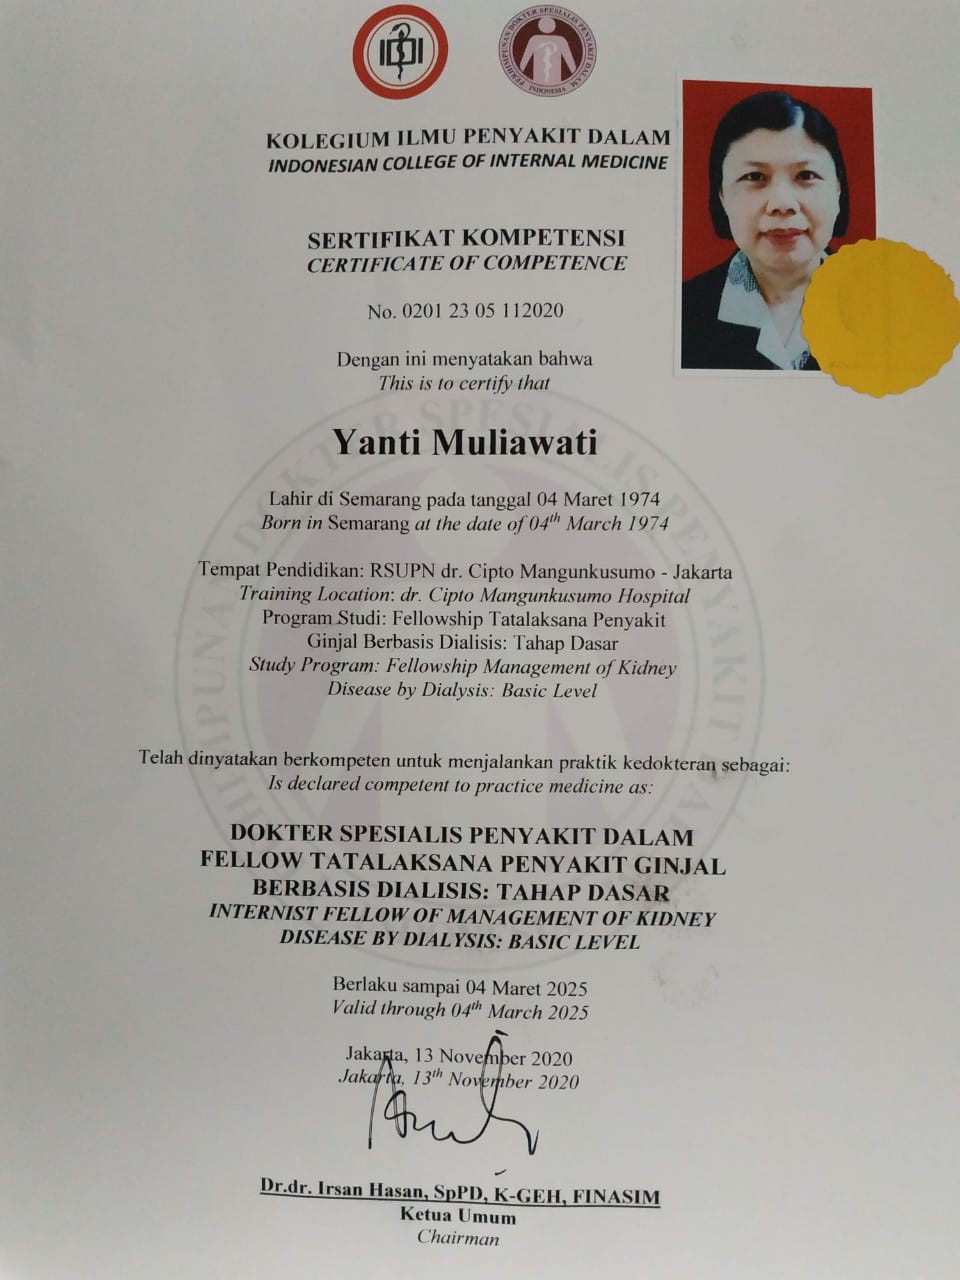 IDI
PERHIMPUNAN DOKTER SPESIALIS PENYAKIT DALAM
INDONESIA
KOLEGIUM ILMU PENYAKIT DALAM
INDONESIAN COLLEGE OF INTERNAL MEDICINE
SERTIFIKAT KOMPETENSI
CERTIFICATE OF COMPETENCE
No. 0201 23 05 112020
Dengan ini menyatakan bahwa
This is to certify that
Yanti Muliawati
Lahir di Semarang pada tanggal 04 Maret 1974
Born in Semarang at the date of 04th March 1974
Tempat Pendidikan: RSUPN dr. Cipto Mangunkusumo - Jakarta
Training Location: dr. Cipto Mangunkusumo Hospital
Program Studi: Fellowship Tatalaksana Penyakit
Ginjal Berbasis Dialisis: Tahap Dasar
Study Program: Fellowship Management of Kidney
Disease by Dialysis: Basic Level
Telah dinyatakan berkompeten untuk menjalankan praktik kedokteran sebagai:
Is declared competent to practice medicine as:
DOKTER SPESIALIS PENYAKIT DALAM
FELLOW TATALAKSANA PENYAKIT GINJAL
BERBASIS DIALISIS: TAHAP DASAR
INTERNIST FELLOW OF MANAGEMENT OF KIDNEY
DISEASE BY DIALYSIS: BASIC LEVEL
Berlaku sampai 04 Maret 2025
Valid through 04th March 2025
Jakarta, 13 November 2020
Jakarta, 13th November 2020
Dr.dr. Irsan Hasan, SpPD, K-GEH, FINASIM
Ketua Umum
Chairman